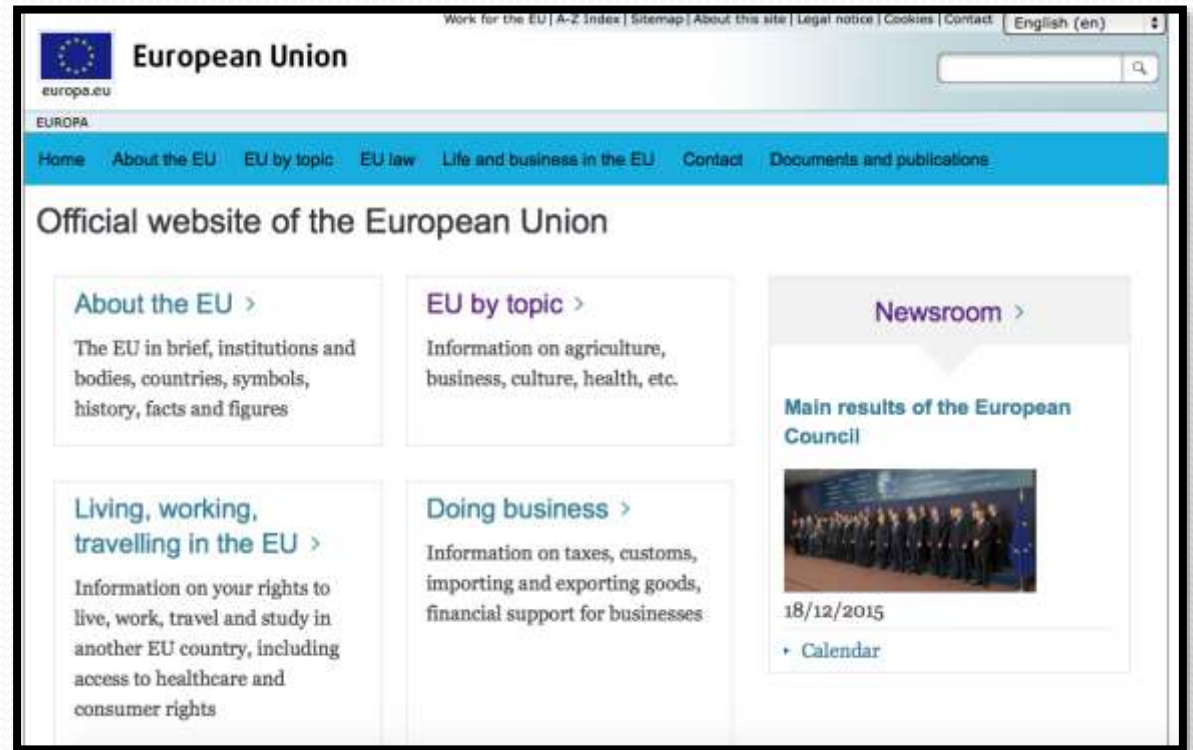 Work for the EU | A-Z Index | Sitemap | About this site | Legal notice | Cookies | Contact
English (en)
European Union
europa.eu
EUROPA
Home About the EU EU by topic EU law Life and business in the EU Contact Documents and publications
Official website of the European Union
About the EU >
The EU in brief, institutions and
bodies, countries, symbols,
history, facts and figures
EU by topic >
Information on agriculture,
business, culture, health, etc.
Newsroom >
Main results of the European
Council
18/12/2015
Calendar
Living, working,
travelling in the EU >
Information on your rights to
live, work, travel and study in
another EU country, including
access to healthcare and
consumer rights
Doing business >
Information on taxes, customs,
importing and exporting goods,
financial support for businesses